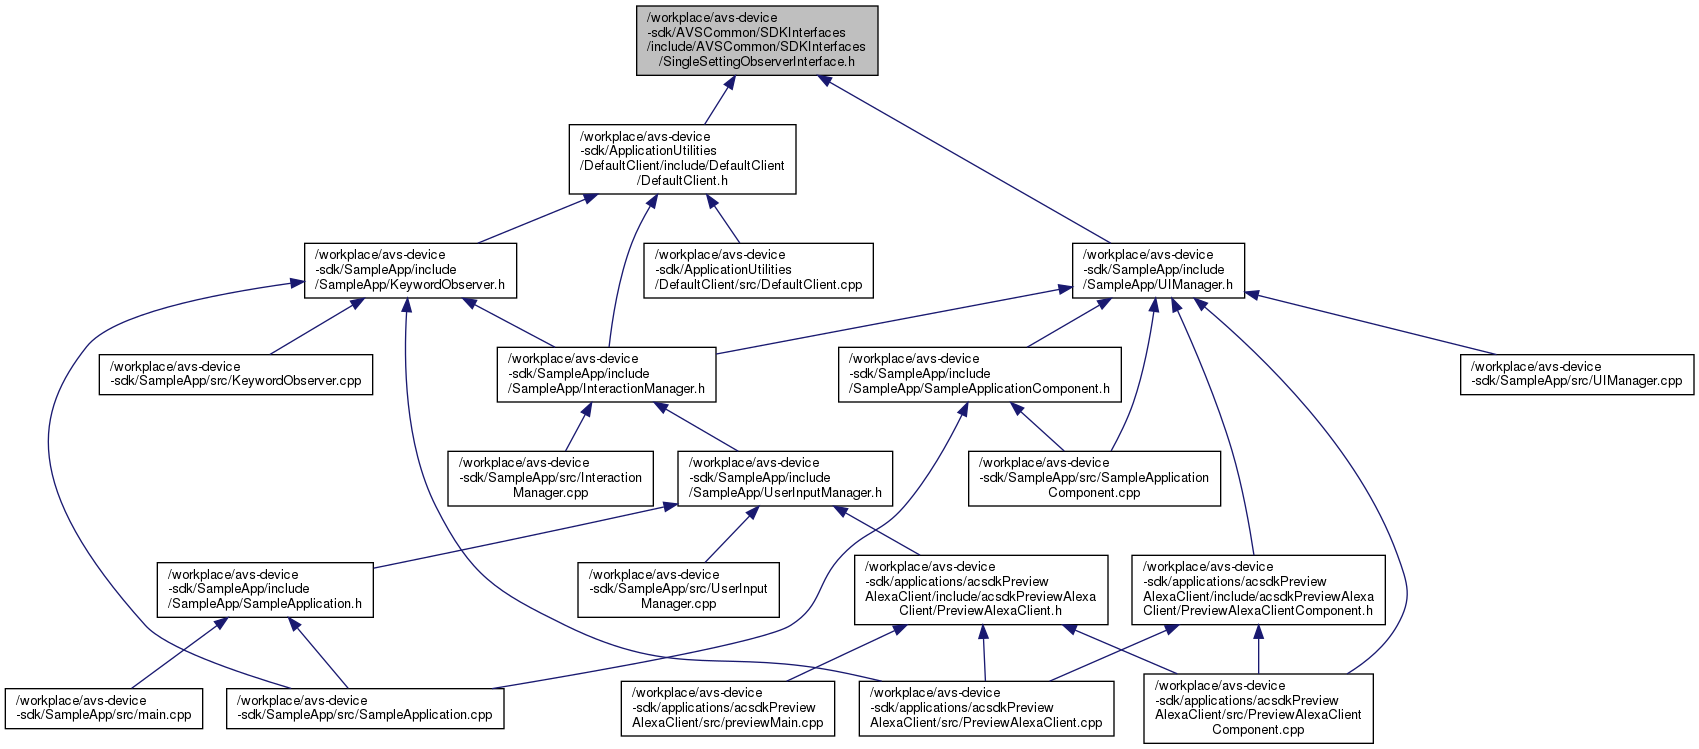 /workplace/avs-device
-sdk/AVSCommon/SDKInterfaces
/include/AVSCommon/SDKInterfaces
/SingleSettingObserverInterface.h
/workplace/avs-device
-sdk/ApplicationUtilities
/DefaultClient/include/DefaultClient
/DefaultClient.h
/workplace/avs-device
-sdk/SampleApp/include
/SampleApp/KeywordObserver.h
/workplace/avs-device
-sdk/ApplicationUtilities
/DefaultClient/src/DefaultClient.cpp
/workplace/avs-device
-sdk/SampleApp/include
/SampleApp/UIManager.h
/workplace/avs-device
-sdk/SampleApp/src/KeywordObserver.cpp
/workplace/avs-device
-sdk/SampleApp/include
/SampleApp/InteractionManager.h
/workplace/avs-device
-sdk/SampleApp/include
/SampleApp/SampleApplicationComponent.h
/workplace/avs-device
-sdk/SampleApp/src/UIManager.cpp
/workplace/avs-device
-sdk/SampleApp/src/Interaction
Manager.cpp
/workplace/avs-device
-sdk/SampleApp/include
/SampleApp/UserInputManager.h
/workplace/avs-device
-sdk/SampleApp/src/SampleApplication
Component.cpp
/workplace/avs-device
-sdk/SampleApp/include
/SampleApp/SampleApplication.h
/workplace/avs-device
-sdk/SampleApp/src/UserInput
Manager.cpp
/workplace/avs-device
-sdk/applications/acsdkPreview
AlexaClient/include/acsdkPreviewAlexa
Client/PreviewAlexaClient.h
/workplace/avs-device
-sdk/applications/acsdkPreview
AlexaClient/include/acsdkPreviewAlexa
Client/PreviewAlexaClientComponent.h
/workplace/avs-device
-sdk/SampleApp/src/main.cpp
/workplace/avs-device
-sdk/SampleApp/src/SampleApplication.cpp
/workplace/avs-device
-sdk/applications/acsdkPreview
AlexaClient/src/previewMain.cpp
/workplace/avs-device
-sdk/applications/acsdkPreview
AlexaClient/src/PreviewAlexaClient.cpp
/workplace/avs-device
-sdk/applications/acsdkPreview
AlexaClient/src/PreviewAlexaClient
Component.cpp